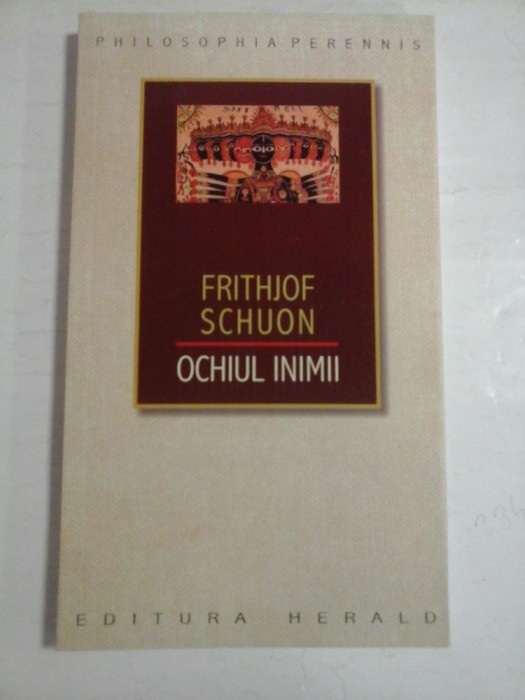 PHILOSOPHIA PERENNIS
FRITHJOF
SCHUON
OCHIUL INIMII
EDITURA HERALD